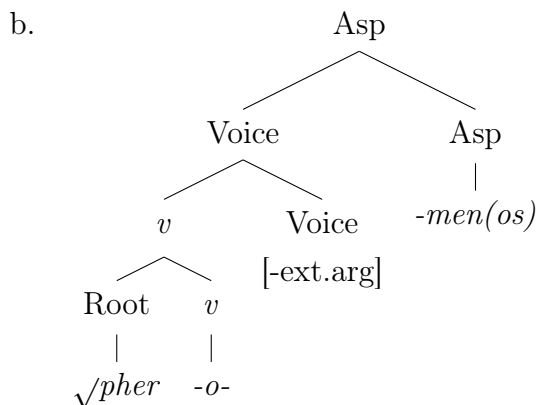 b. Asp
Voice Asp
v Voice -men(os)
[-ext.arg]
Root v
√pher -o-